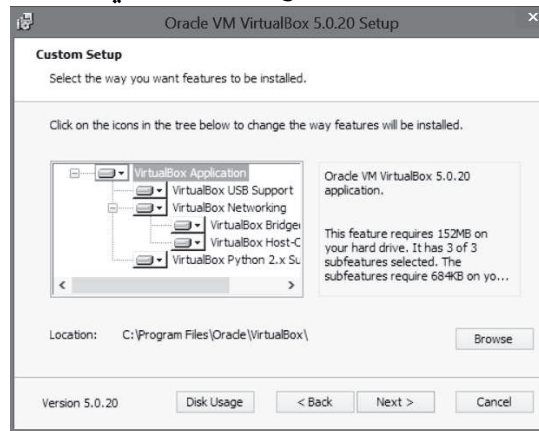 Oracle VM VirtualBox 5.0.20 Setup
Custom Setup
Select the way you want features to be installed.
Click on the icons in the tree below to change the way features will be installed.
VirtualBox Application
VirtualBox USB Support
VirtualBox Networking
VirtualBox Bridge
VirtualBox Host-C
VirtualBox Python 2.x Su
Oracle VM VirtualBox 5.0.20
application.
This feature requires 152MB on
your hard drive. It has 3 of 3
subfeatures selected. The
subfeatures require 684KB on yo...
Location: C:\Program Files\Oracle\VirtualBox\
Browse
Version 5.0.20 Disk Usage < Back Next > Cancel